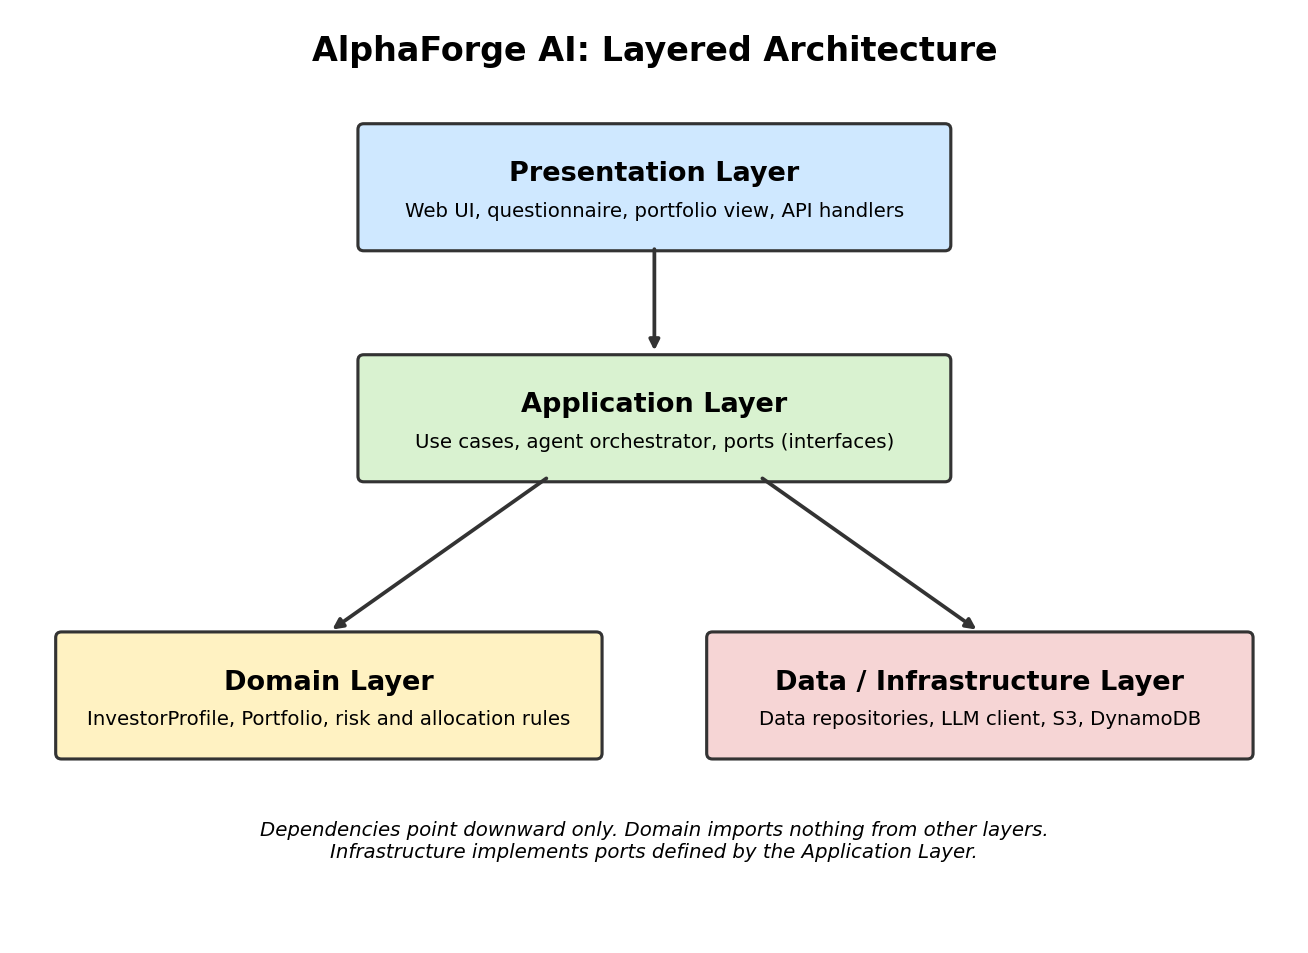 AlphaForge AI: Layered Architecture
Presentation Layer
Web UI, questionnaire, portfolio view, API handlers
Application Layer
Use cases, agent orchestrator, ports (interfaces)
Domain Layer
InvestorProfile, Portfolio, risk and allocation rules
Data / Infrastructure Layer
Data repositories, LLM client, S3, DynamoDB
Dependencies point downward only. Domain imports nothing from other layers.
Infrastructure implements ports defined by the Application Layer.